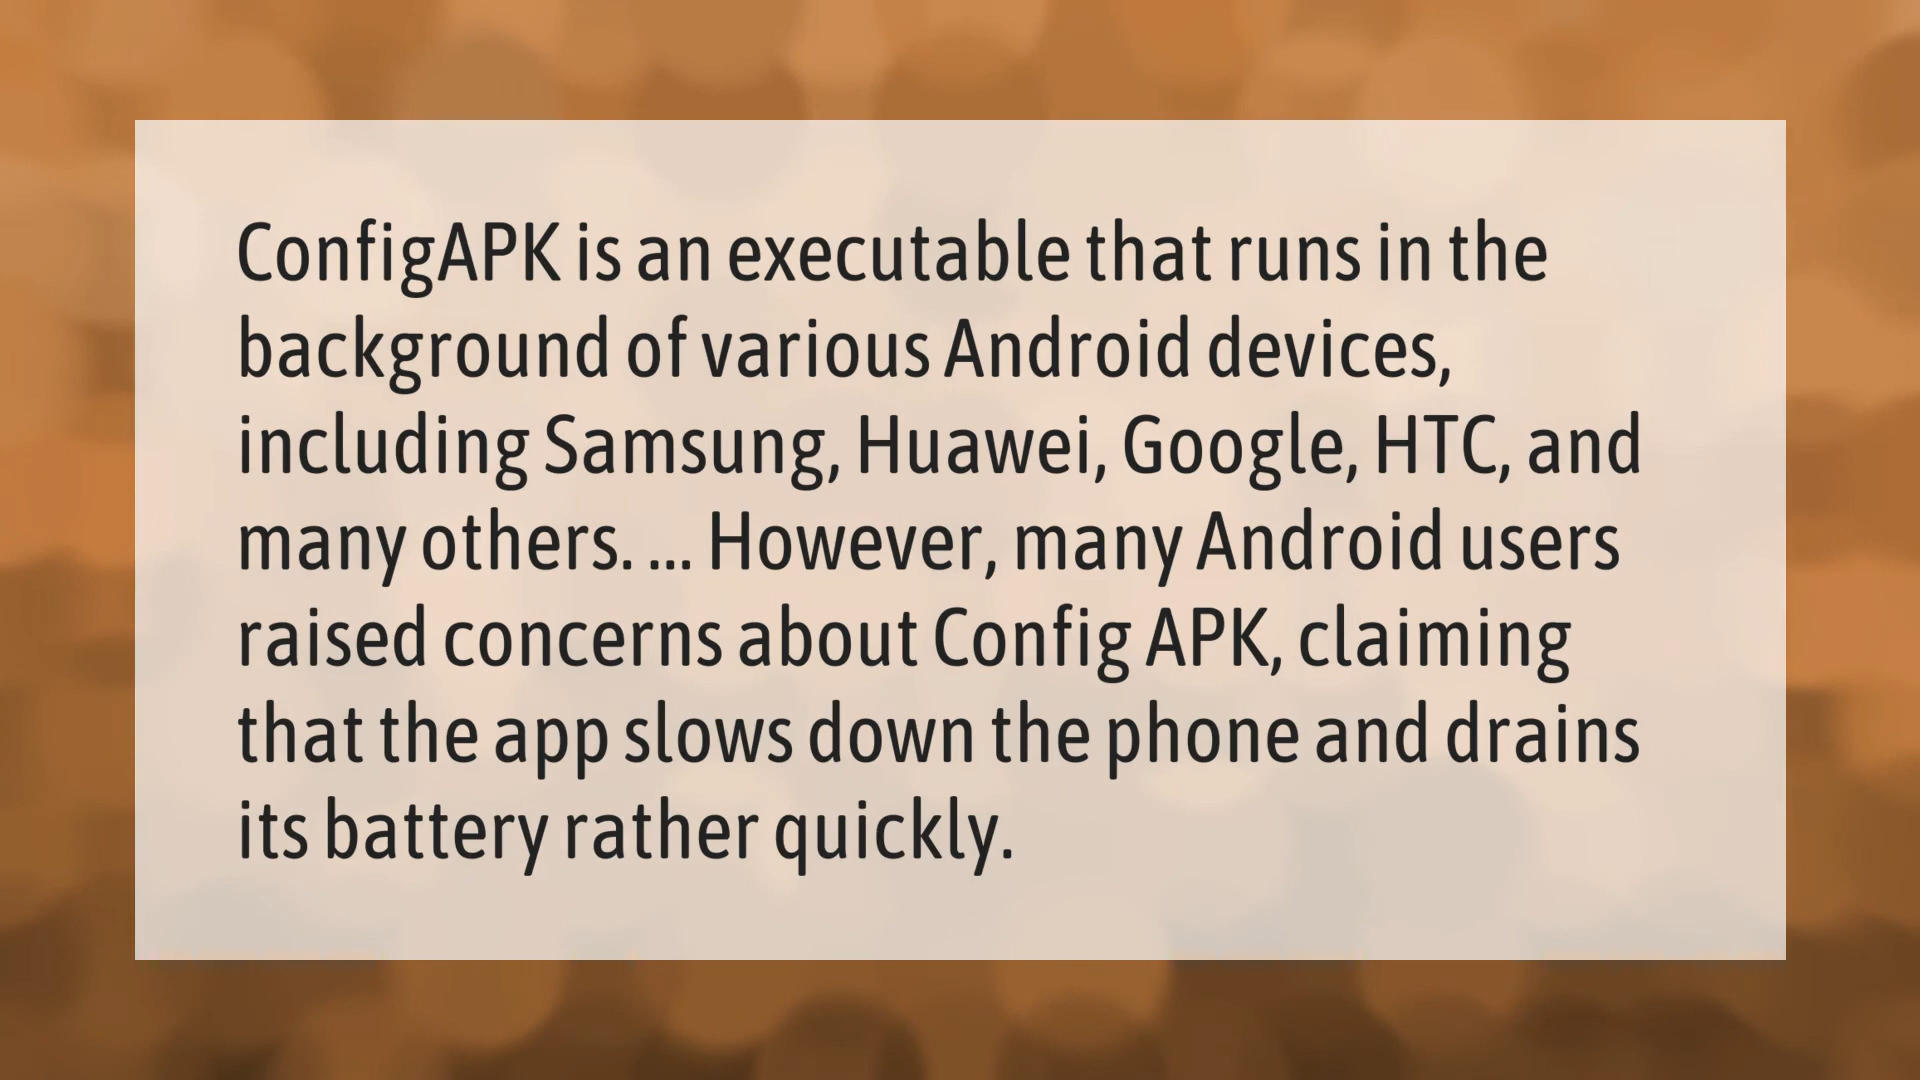 ConfigAPK is an executable that runs in the
background of various Android devices,
including Samsung, Huawei, Google, HTC, and
many others. ... However, many Android users
raised concerns about Config APK, claiming
that the app slows down the phone and drains
its battery rather quickly.